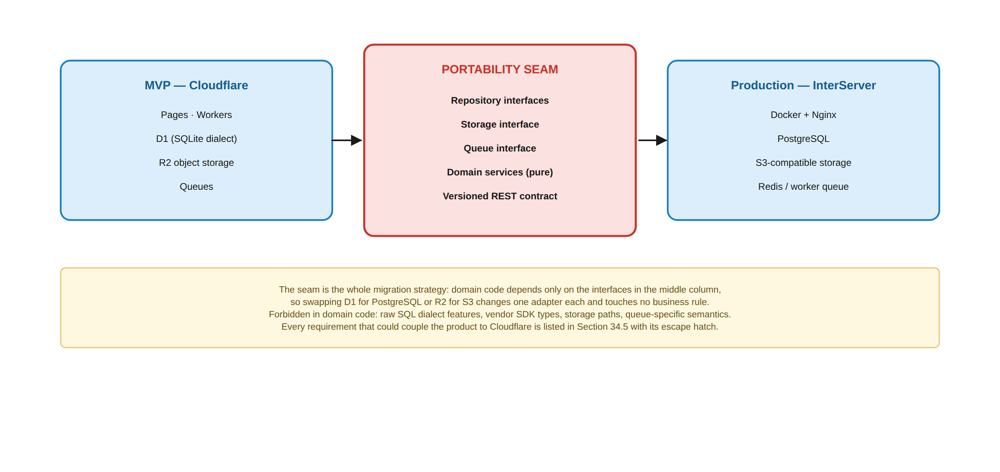 MVP — Cloudflare
Pages · Workers
D1 (SQLite dialect)
R2 object storage
Queues
PORTABILITY SEAM
Repository interfaces
Storage interface
Queue interface
Domain services (pure)
Versioned REST contract
Production — InterServer
Docker + Nginx
PostgreSQL
S3-compatible storage
Redis / worker queue
The seam is the whole migration strategy: domain code depends only on the interfaces in the middle column,
so swapping D1 for PostgreSQL or R2 for S3 changes one adapter each and touches no business rule.
Forbidden in domain code: raw SQL dialect features, vendor SDK types, storage paths, queue-specific semantics.
Every requirement that could couple the product to Cloudflare is listed in Section 34.5 with its escape hatch.